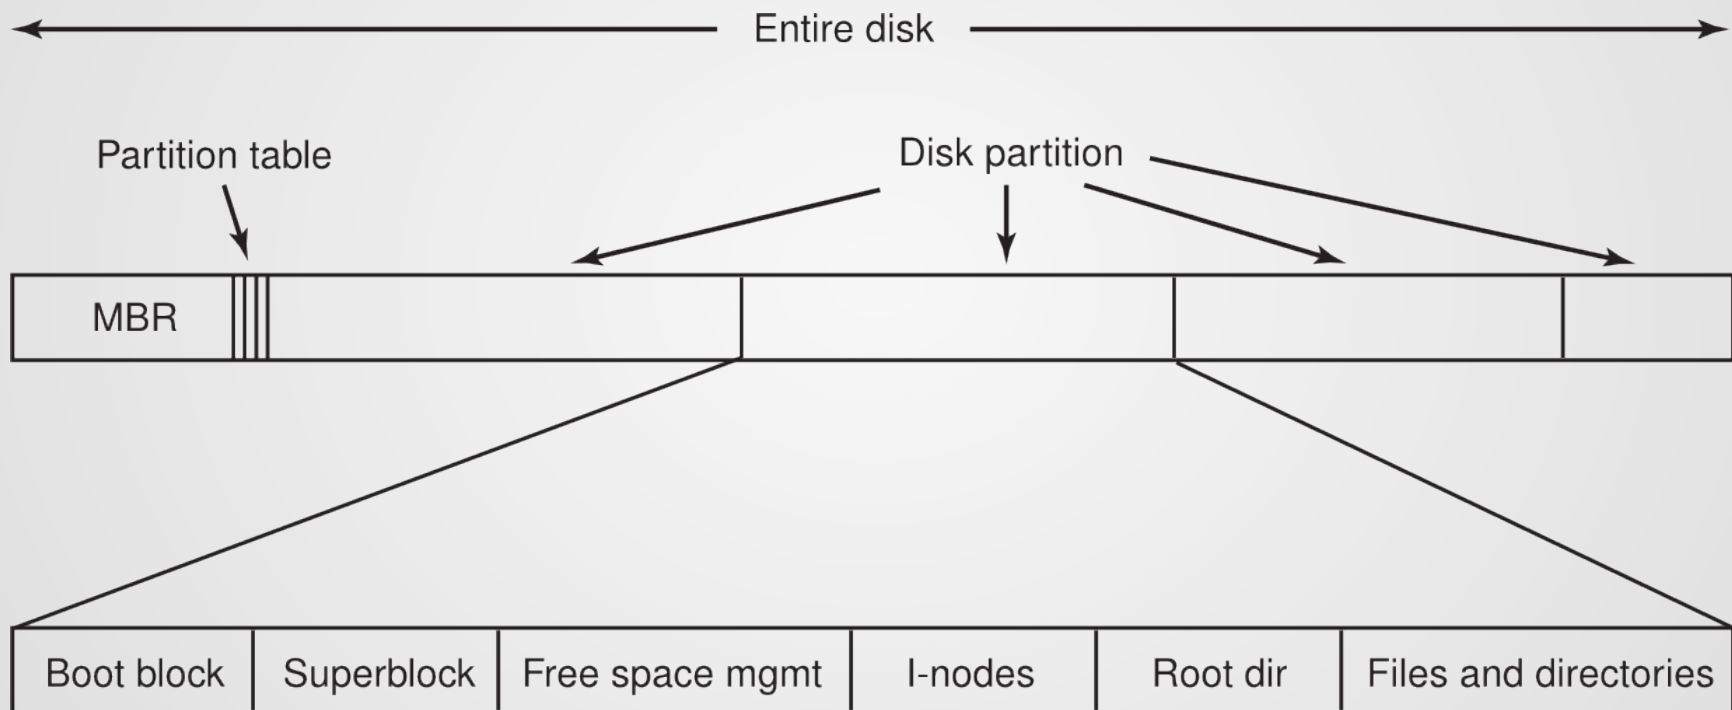 Entire disk
Partition table
Disk partition
MBR
Boot block
Superblock
Free space mgmt
I-nodes
Root dir
Files and directories